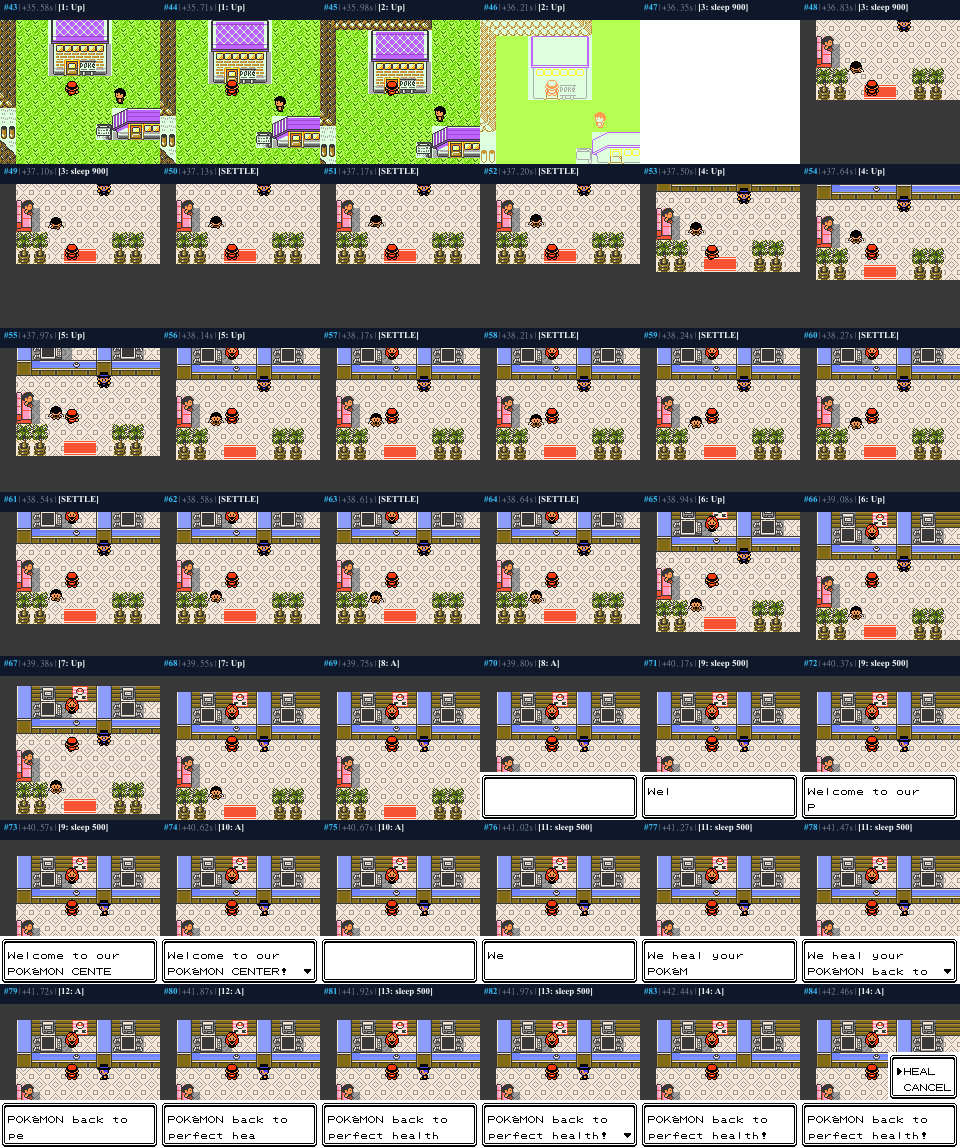 #43| +35.58s| [1: Up]
#44| +35.71s| [1: Up]
#45| +35.98s| [2: Up]
#46| +36.21s| [2: Up]
#47| +36.35s| [3: sleep 900]
#48| +36.83s| [3: sleep 900]
POKE
POKE
POKE
POKE
#49| +37.10s| [3: sleep 900]
#50| +37.13s| [SETTLE]
#51| +37.17s| [SETTLE]
#52| +37.20s| [SETTLE]
#53| +37.50s| [4: Up]
#54| +37.64s| [4: Up]
#55| +37.97s| [5: Up]
#56| +38.14s| [5: Up]
#57| +38.17s| [SETTLE]
#58| +38.21s| [SETTLE]
#59| +38.24s| [SETTLE]
#60| +38.27s| [SETTLE]
#61| +38.54s| [SETTLE]
#62| +38.58s| [SETTLE]
#63| +38.61s| [SETTLE]
#64| +38.64s| [SETTLE]
#65| +38.94s| [6: Up]
#66| +39.08s| [6: Up]
#67| +39.38s| [7: Up]
#68| +39.55s| [7: Up]
#69| +39.75s| [8: A]
#70| +39.80s| [8: A]
#71| +40.17s| [9: sleep 500]
#72| +40.37s| [9: sleep 500]
Wel
Welcome to our
P
#73| +40.57s| [9: sleep 500]
#74| +40.62s| [10: A]
#75| +40.67s| [10: A]
#76| +41.02s| [11: sleep 500]
#77| +41.27s| [11: sleep 500]
#78| +41.47s| [11: sleep 500]
Welcome to our
POKéMON CENTE
Welcome to our
POKéMON CENTER!
We
We heal your
POKéM
We heal your
POKéMON back to
#79| +41.72s| [12: A]
#80| +41.87s| [12: A]
#81| +41.92s| [13: sleep 500]
#82| +41.97s| [13: sleep 500]
#83| +42.44s| [14: A]
#84| +42.46s| [14: A]
POKéMON back to
pe
POKéMON back to
perfect hea
POKéMON back to
perfect health
POKéMON back to
perfect health!
POKéMON back to
perfect health!
HEAL
CANCEL
POKéMON back to
perfect health!